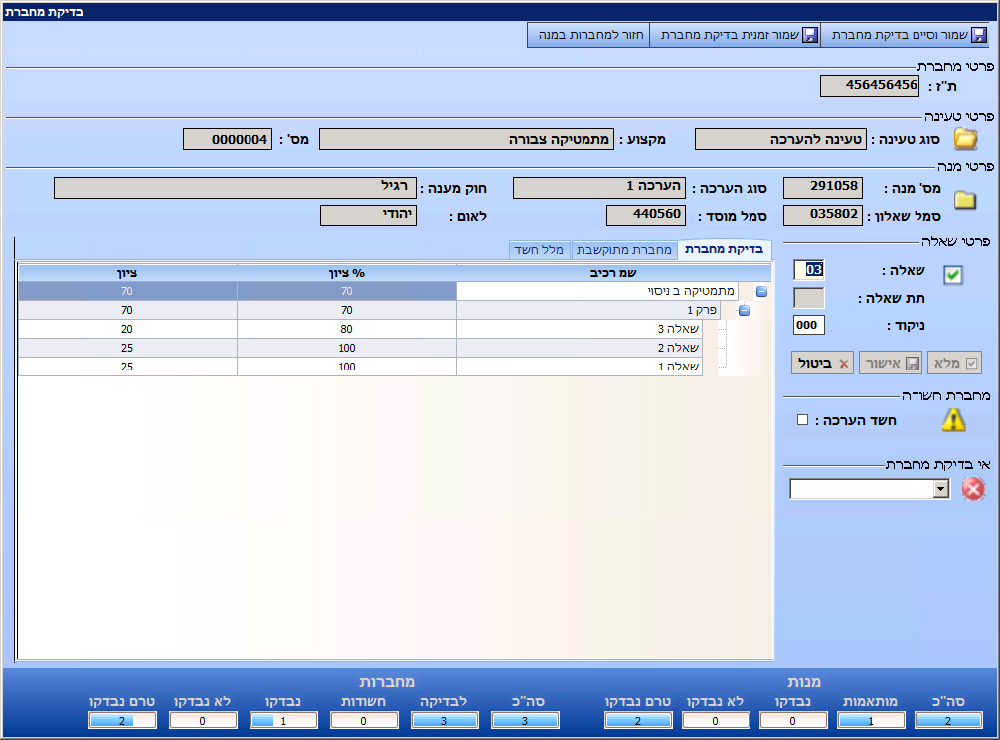 בדיקת מחברת
שמור וסיים בדיקת מחברת שמור זמנית בדיקת מחברת חזור למחברות במנה
פרטי מחברת
ת"ז : 456456456
פרטי טעינה
סוג טעינה : טעינה להערכה מקצוע : מתמטיקה צבורה מס' : 0000004
פרטי מנה
מס' מנה : 291058 סוג הערכה : הערכה 1 חוק מענה : רגיל
סמל שאלון : 035802 סמל מוסד : 440560 לאום : יהודי
פרטי שאלה
שאלה : 03
תת שאלה :
ניקוד : 000
מלא אישור ביטול
מחברת חשודה
חשד הערכה :
אי בדיקת מחברת
בדיקת מחברת מחברת מתוקשבת מלל חשד
שמ רכיב % ציון ציון
מתמטיקה ב ניסוי 70 70
פרק 1 70 70
שאלה 3 80 20
שאלה 2 100 25
שאלה 1 100 25
מנות
סה"כ מותאמות נבדקו לא נבדקו טרם נבדקו
2 1 0 0 2
מחברות
סה"כ לבדיקה חשודות נבדקו לא נבדקו טרם נבדקו
3 3 0 1 0 2